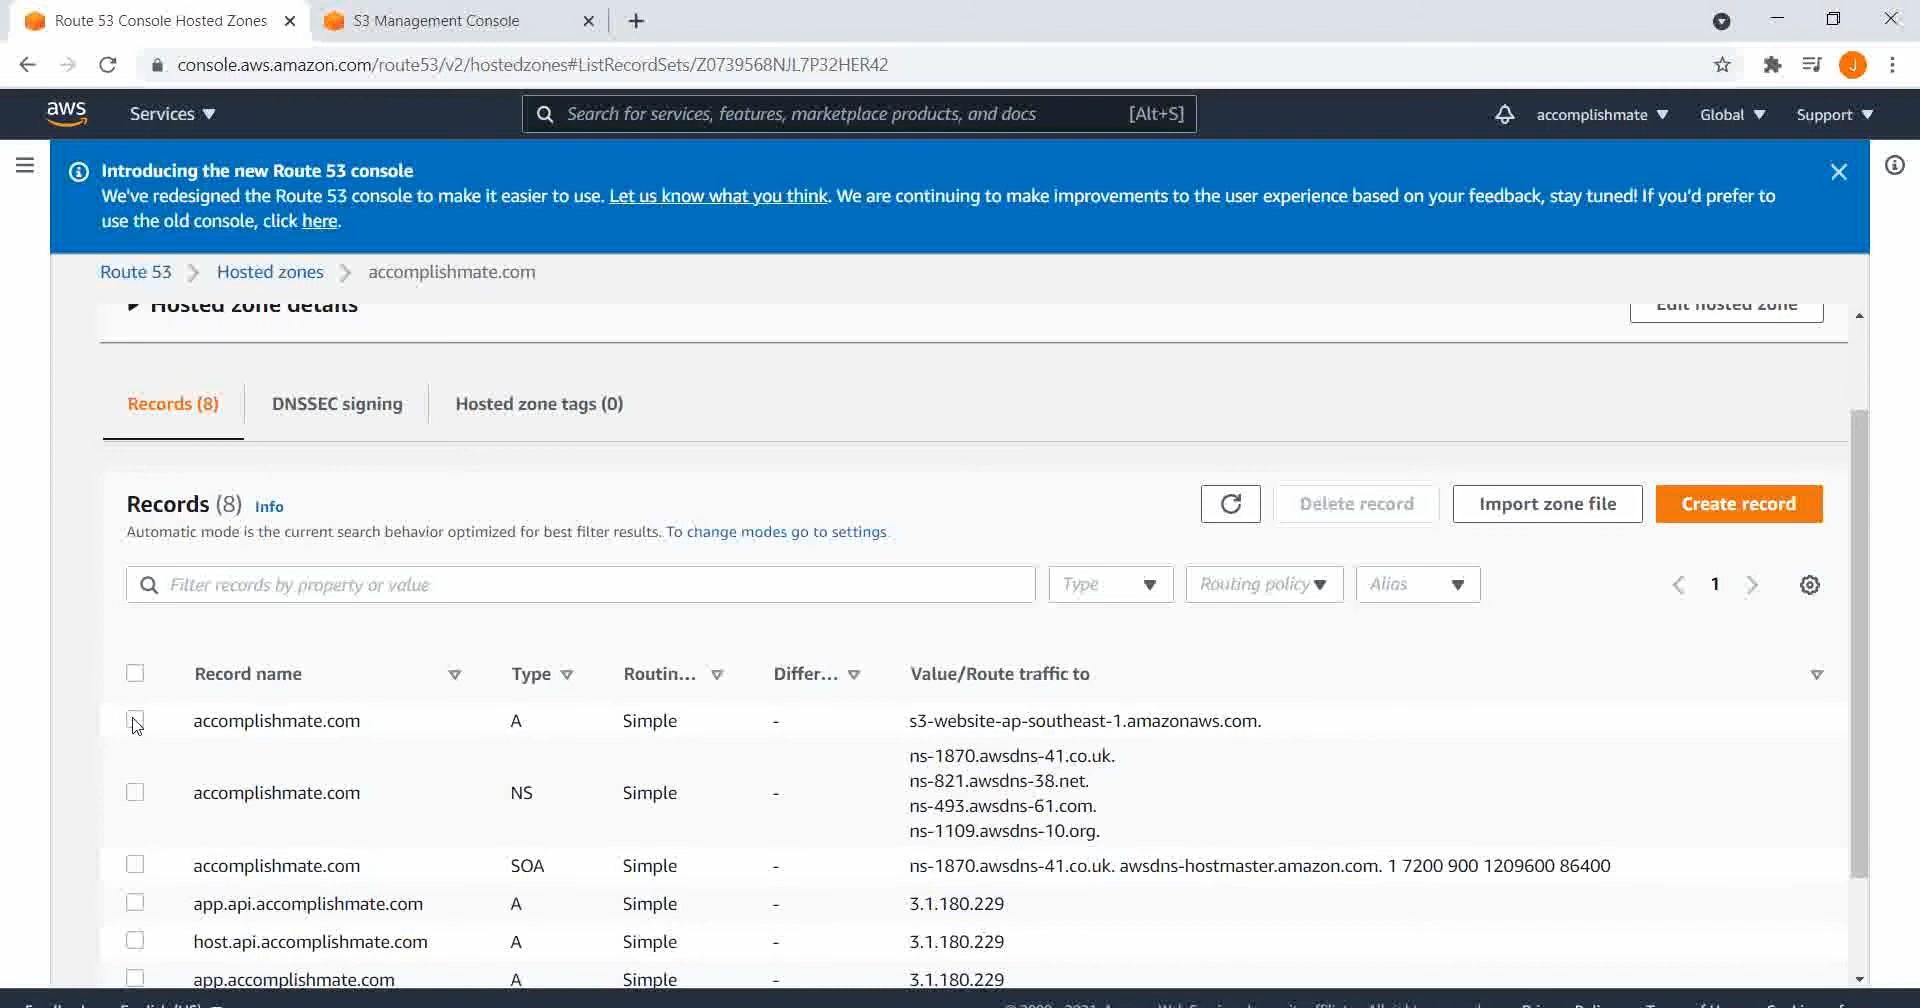 Route 53 Console Hosted Zones
S3 Management Console
console.aws.amazon.com/route53/v2/hostedzones#ListRecordSets/Z0739568NJL7P32HER42
J
aws
Services
Search for services, features, marketplace products, and docs
[Alt+S]
accomplishmate
Global
Support
Introducing the new Route 53 console
We've redesigned the Route 53 console to make it easier to use. Let us know what you think. We are continuing to make improvements to the user experience based on your feedback, stay tuned! If you'd prefer to
use the old console, click here.
Route 53
Hosted zones
accomplishmate.com
Hosted zone details
Edit hosted zone
Records (8)
DNSSEC signing
Hosted zone tags (0)
Records (8) Info
Automatic mode is the current search behavior optimized for best filter results. To change modes go to settings.
Delete record
Import zone file
Create record
Filter records by property or value
Type
Routing policy
Alias
1
Record name Type Routin... Differ... Value/Route traffic to
accomplishmate.com A Simple - s3-website-ap-southeast-1.amazonaws.com.
ns-1870.awsdns-41.co.uk.
ns-821.awsdns-38.net.
accomplishmate.com NS Simple -
ns-493.awsdns-61.com.
ns-1109.awsdns-10.org.
accomplishmate.com SOA Simple - ns-1870.awsdns-41.co.uk. awsdns-hostmaster.amazon.com. 1 7200 900 1209600 86400
app.api.accomplishmate.com A Simple - 3.1.180.229
host.api.accomplishmate.com A Simple - 3.1.180.229
app.accomplishmate.com A Simple - 3.1.180.229